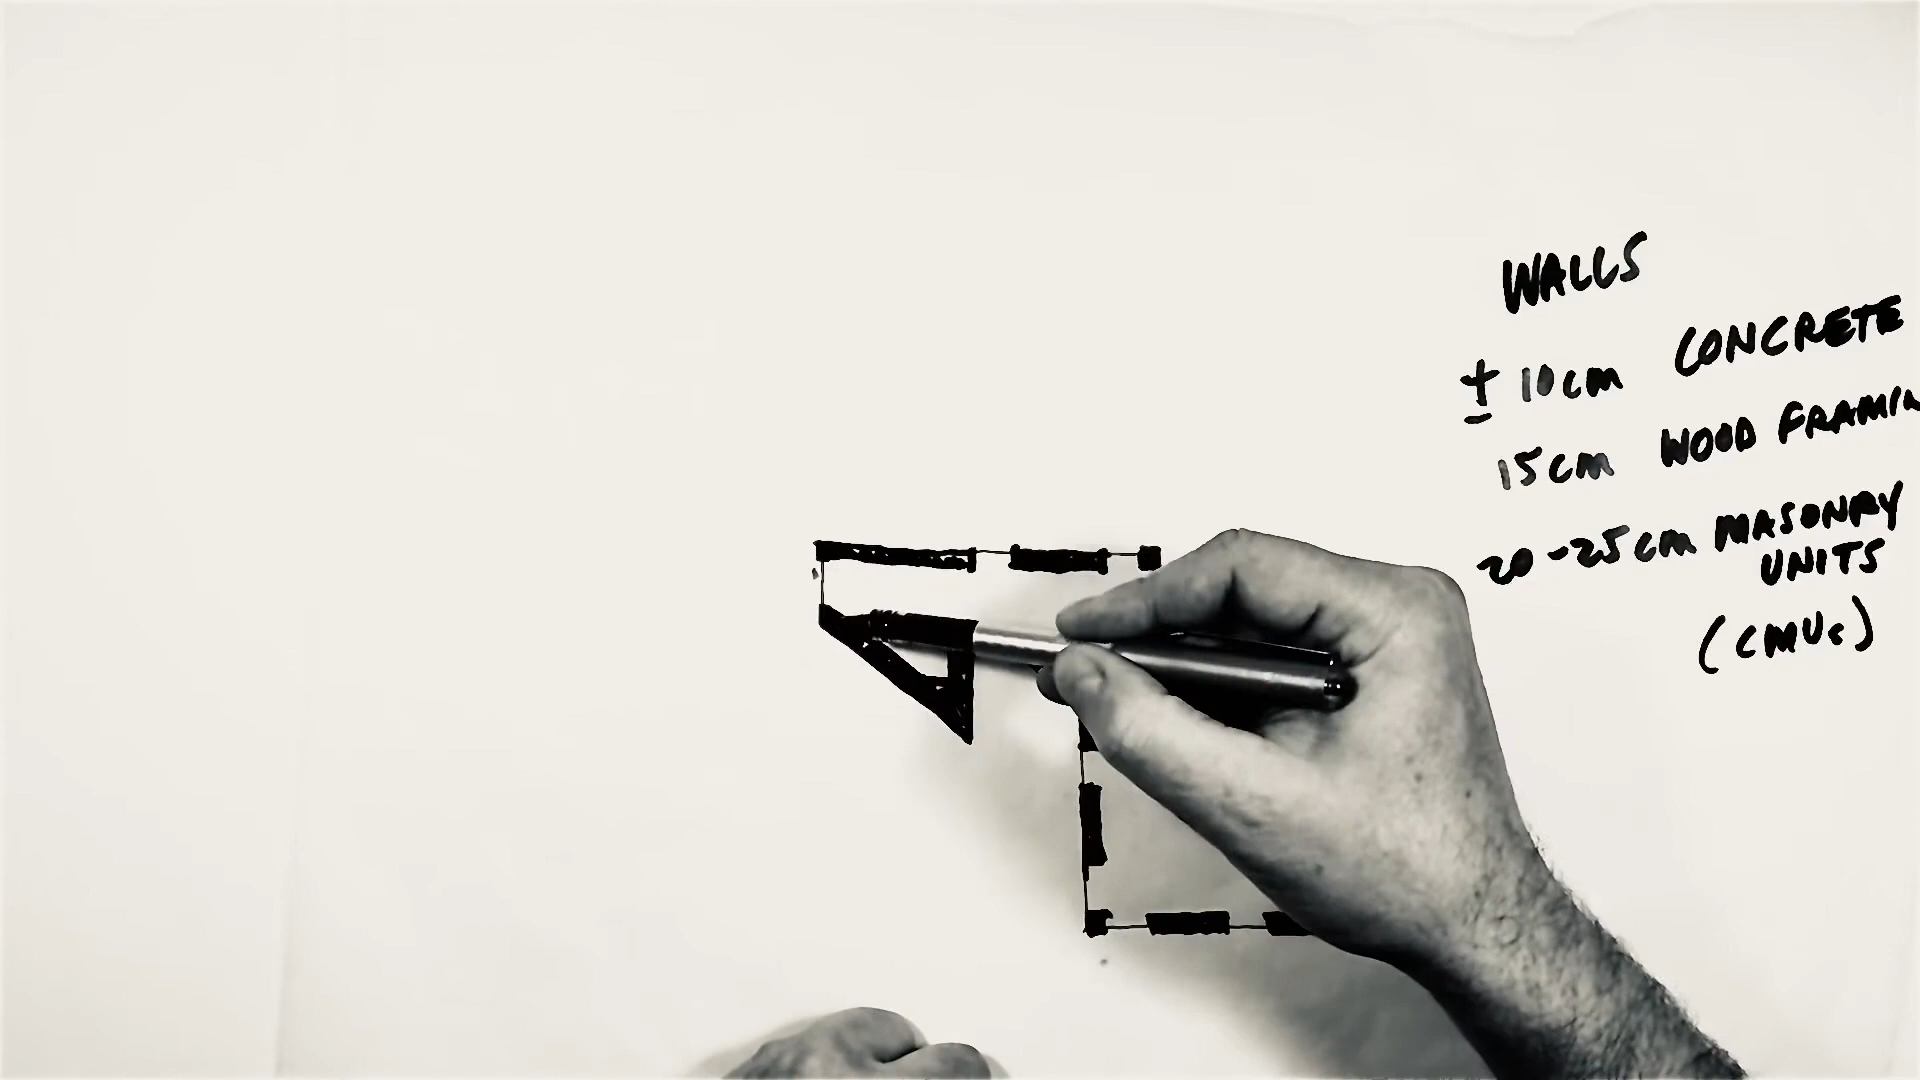 WALLS
± 10cm CONCRETE
15cm WOOD FRAMIN
20-25cm MASONRY
UNITS
(CMUs)